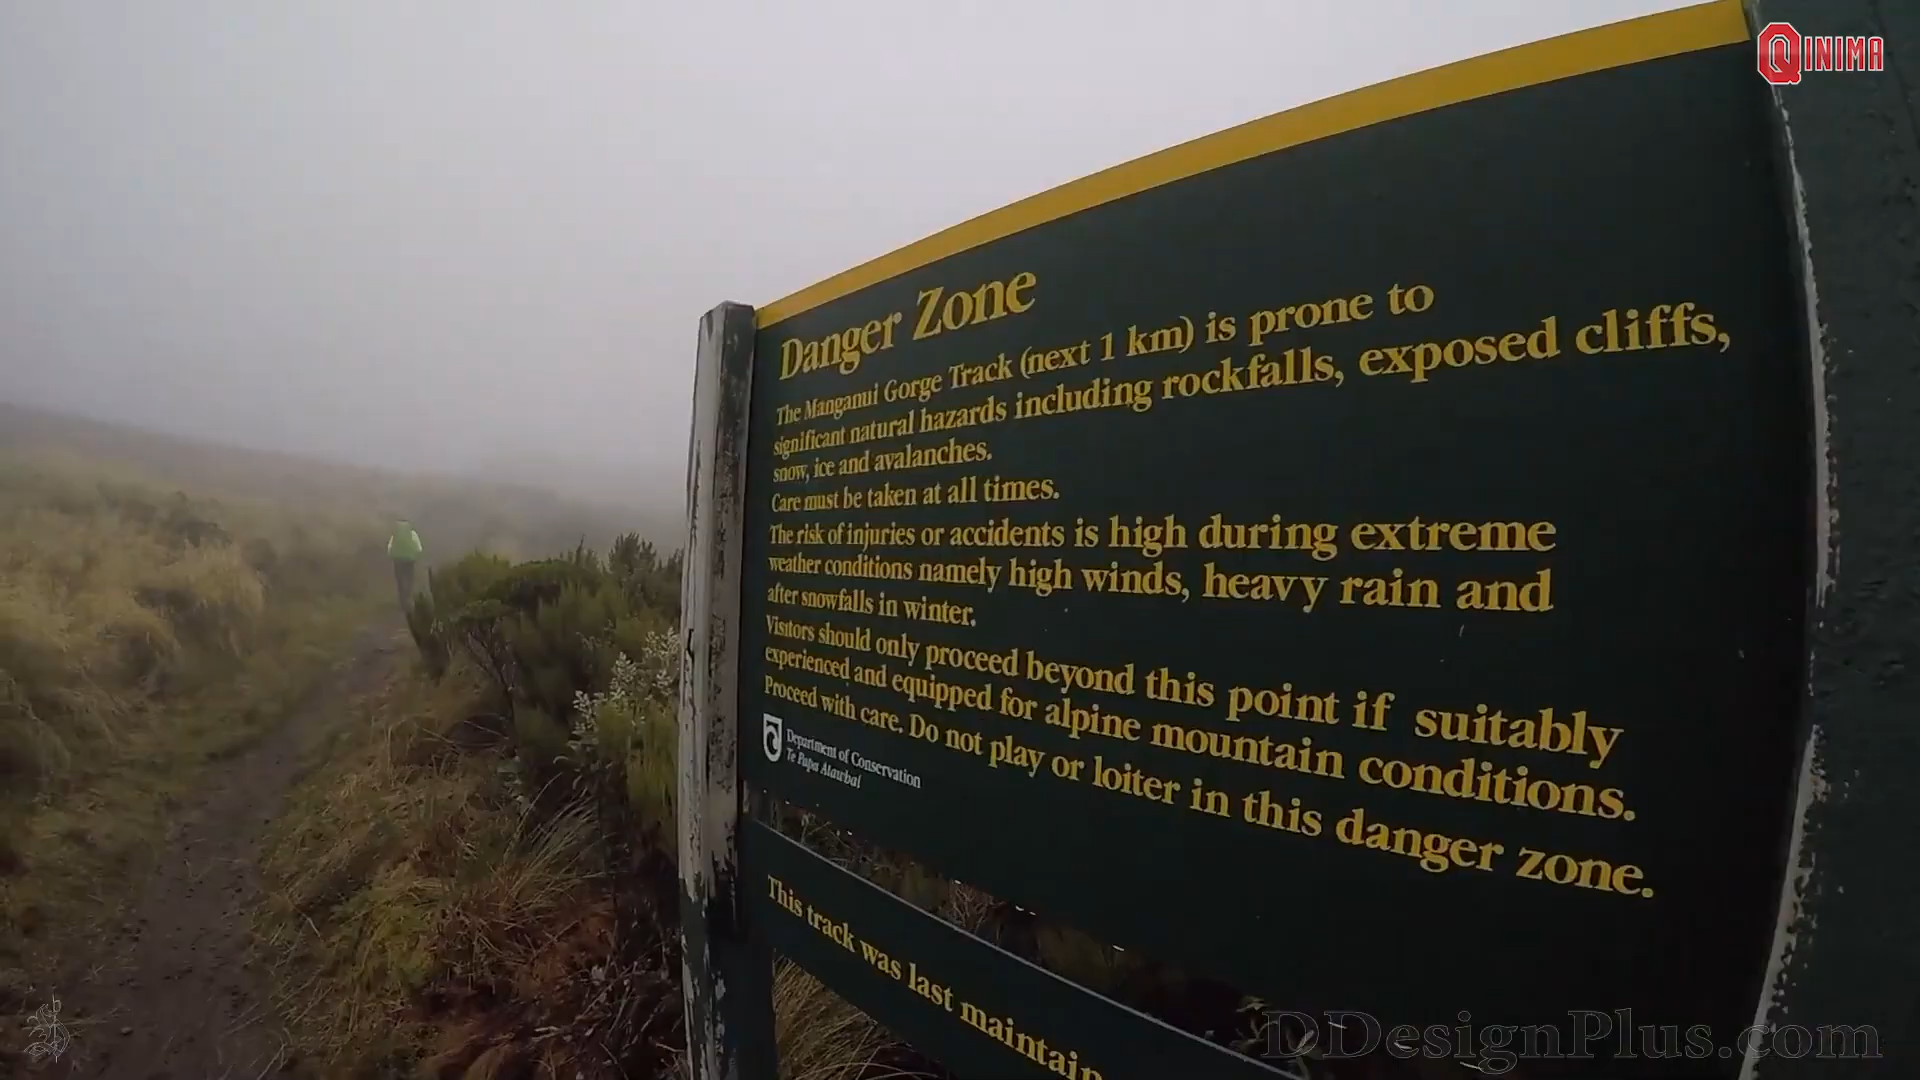 QINIMA
Danger Zone
The Manganui Gorge Track (next 1 km) is prone to
significant natural hazards including rockfalls, exposed cliffs,
snow, ice and avalanches.
Care must be taken at all times.
The risk of injuries or accidents is high during extreme
weather conditions namely high winds, heavy rain and
after snowfalls in winter.
Visitors should only proceed beyond this point if suitably
experienced and equipped for alpine mountain conditions.
Proceed with care. Do not play or loiter in this danger zone.
Department of Conservation
Te Papa Atawbai
This track was last maintain
DDesignPlus.com